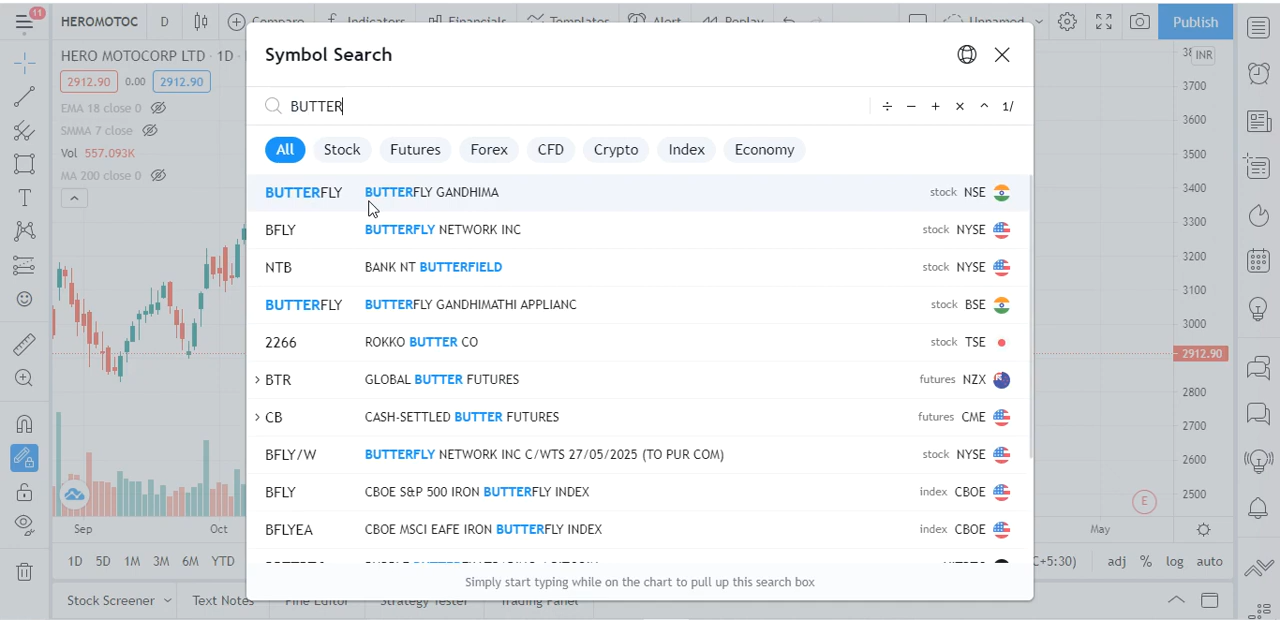 11
HEROMOTOC D Compare Indicators Financials Templates Alert Replay Unnamed Publish
HERO MOTOCORP LTD · 1D ·
2912.90 0.00 2912.90
EMA 18 close 0
SMMA 7 close
Vol 557.093K
MA 200 close 0
Symbol Search
BUTTER
÷ − + × ^ 1/
All Stock Futures Forex CFD Crypto Index Economy
BUTTERFLY BUTTERFLY GANDHIMA stock NSE
BFLY BUTTERFLY NETWORK INC stock NYSE
NTB BANK NT BUTTERFIELD stock NYSE
BUTTERFLY BUTTERFLY GANDHIMATHI APPLIANC stock BSE
2266 ROKKO BUTTER CO stock TSE
BTR GLOBAL BUTTER FUTURES futures NZX
CB CASH-SETTLED BUTTER FUTURES futures CME
BFLY/W BUTTERFLY NETWORK INC C/WTS 27/05/2025 (TO PUR COM) stock NYSE
BFLY CBOE S&P 500 IRON BUTTERFLY INDEX index CBOE
BFLYEA CBOE MSCI EAFE IRON BUTTERFLY INDEX index CBOE
Simply start typing while on the chart to pull up this search box
INR
3700
3600
3500
3400
3300
3200
3100
3000
2912.90
2800
2700
2600
2500
E
Sep Oct May
1D 5D 1M 3M 6M YTD C+5:30) adj % log auto
Stock Screener Text Notes Pine Editor Strategy Tester Trading Panel